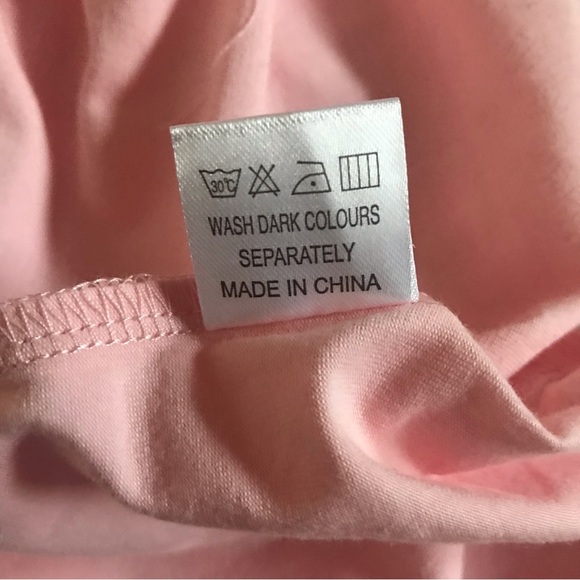 30°C
WASH DARK COLOURS
SEPARATELY
MADE IN CHINA